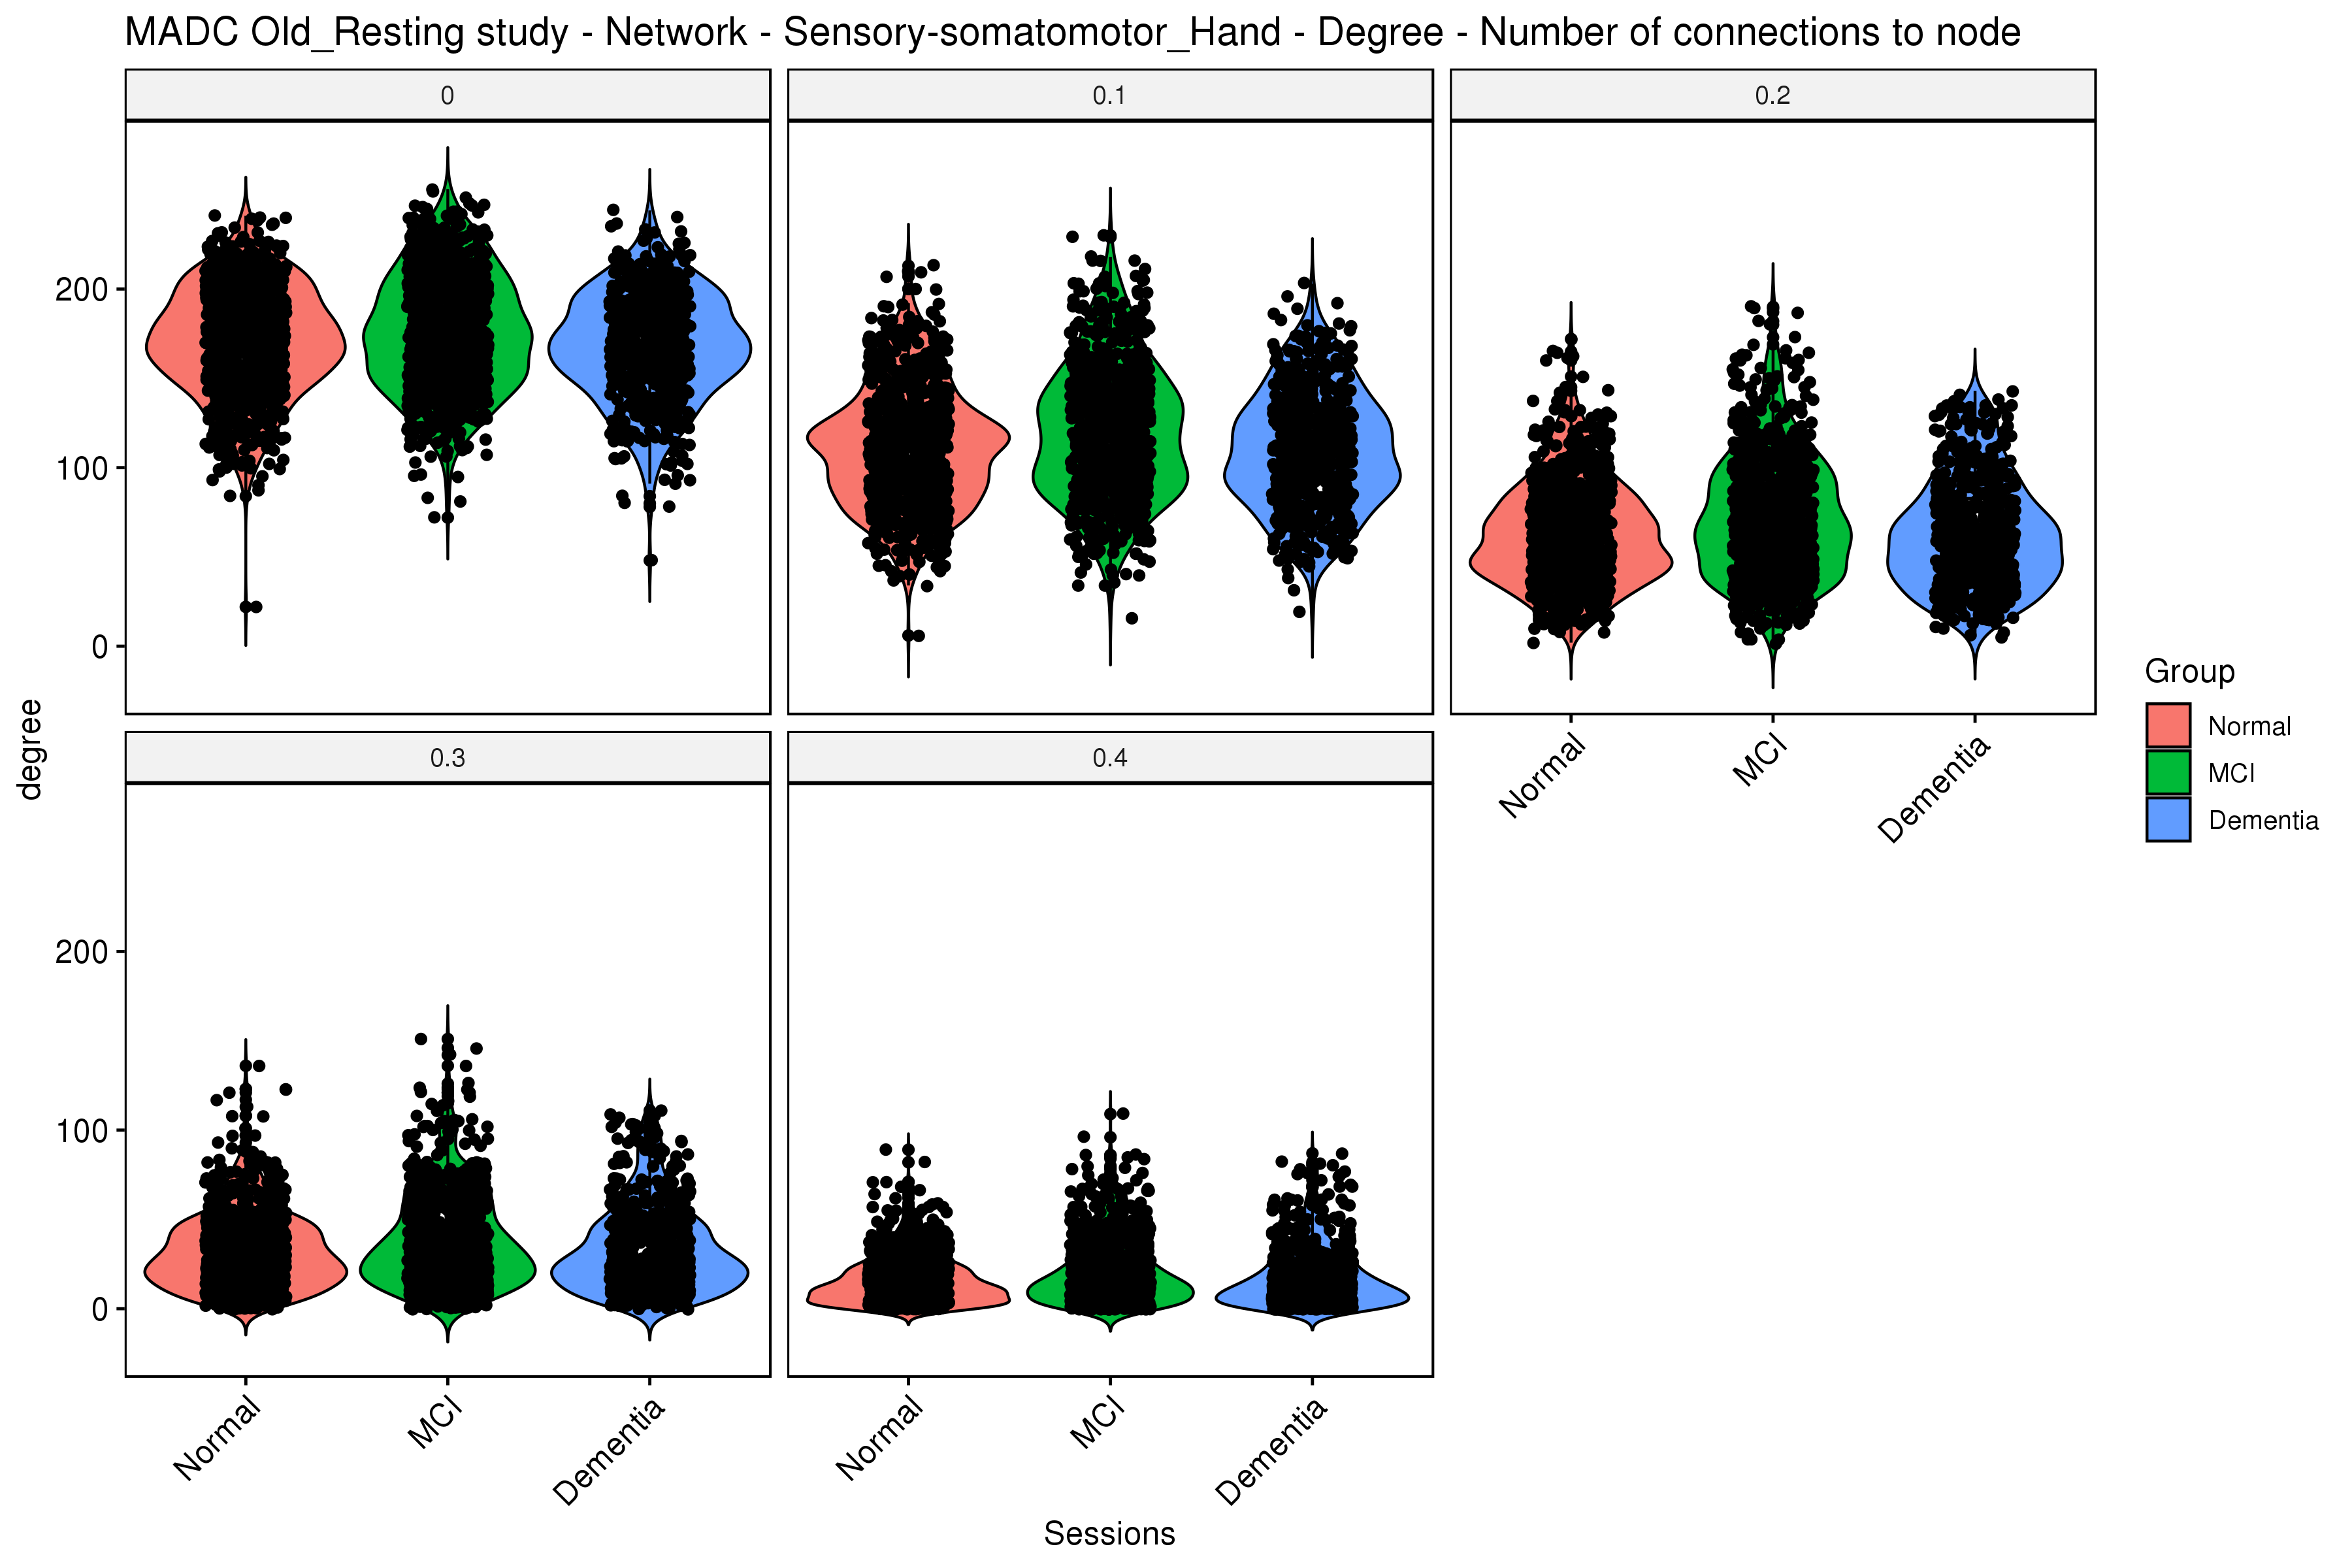 MADC Old_Resting study - Network - Sensory-somatomotor_Hand - Degree - Number of connections to node
0
0.1
0.2
200
100
0
degree
Normal
MCI
Dementia
Group
Normal
MCI
Dementia
0.3
0.4
200
100
0
Normal
MCI
Dementia
Normal
MCI
Dementia
Sessions